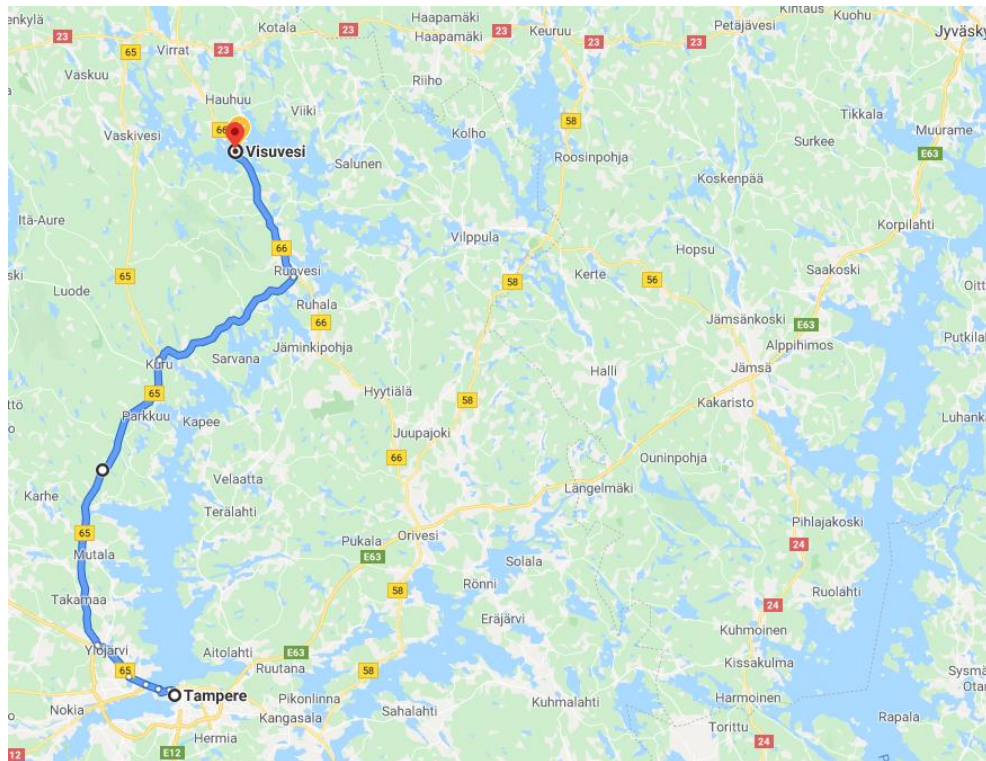 Kintaus
Kuohu
Haapamäki
Petäjävesi
enkylä
Kotala
23
Haapamäki
Keuruu
Jyväsky
23
65
Virrat
23
23
23
Vaskuu
Riiho
Hauhuu
Viiki
Tikkala
66
58
Kolho
Muurame
Vaskivesi
Surkee
Visuvesi
Roosinpohja
E63
Salunen
Koskenpää
Itä-Aure
Korpilahti
66
Vilppula
Hopsu
ski
65
Ruovesi
58
Kerte
56
Saakoski
Oitt
Luode
Ruhala
66
Jämsänkoski
E63
Putkila
Jäminkipohja
Alppihimos
Sarvana
Kuru
Jämsä
Halli
65
Hyytiälä
58
Kakaristo
ttö
Parkkuu
Kapee
Luhanka
Juupajoki
66
Ouninpohja
Velaatta
Längelmäki
Karhe
Terälahti
Pihlajakoski
65
Pukala
Orivesi
24
Mutala
E63
Solala
Rönni
58
Takamaa
24
Ruolahti
Eräjärvi
Kuhmoinen
Ylöjärvi
Aitolahti
E63
Ruutana
Kissakulma
65
58
Sysmä
Otan
Tampere
Pikonlinna
Kuhmalahti
Harmoinen
Nokia
Sahalahti
Kangasala
Rapala
Torittu
Hermia
24
12
E12